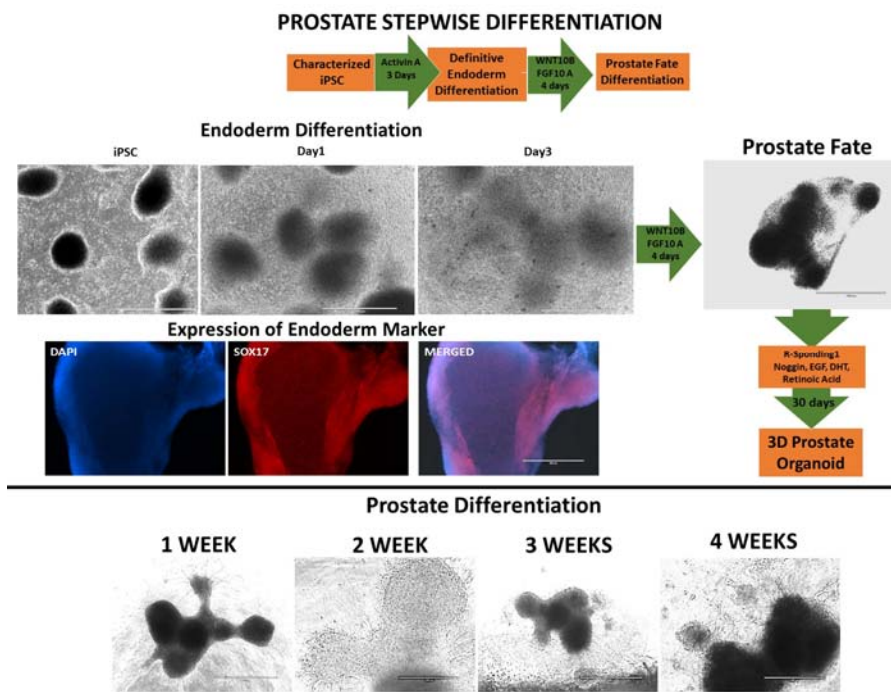 PROSTATE STEPWISE DIFFERENTIATION
Characterized
iPSC
Activin A
3 Days
Definitive
Endoderm
Differentiation
WNT10B
FGF10 A
4 days
Prostate Fate
Differentiation
Endoderm Differentiation
iPSC
Day1
Day3
WNT10B
FGF10 A
4 days
Prostate Fate
Expression of Endoderm Marker
DAPI
SOX17
MERGED
R-Sponding1
Noggin, EGF, DHT,
Retinoic Acid
30 days
3D Prostate
Organoid
Prostate Differentiation
1 WEEK
2 WEEK
3 WEEKS
4 WEEKS